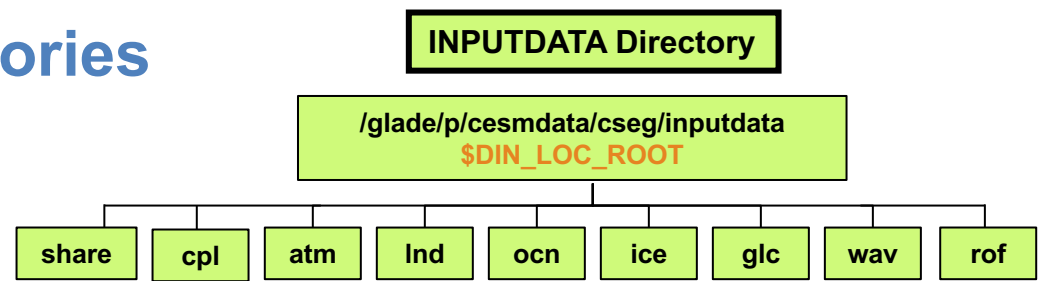 ories
INPUTDATA Directory
/glade/p/cesmdata/cseg/inputdata
$DIN_LOC_ROOT
share cpl atm lnd ocn ice glc wav rof